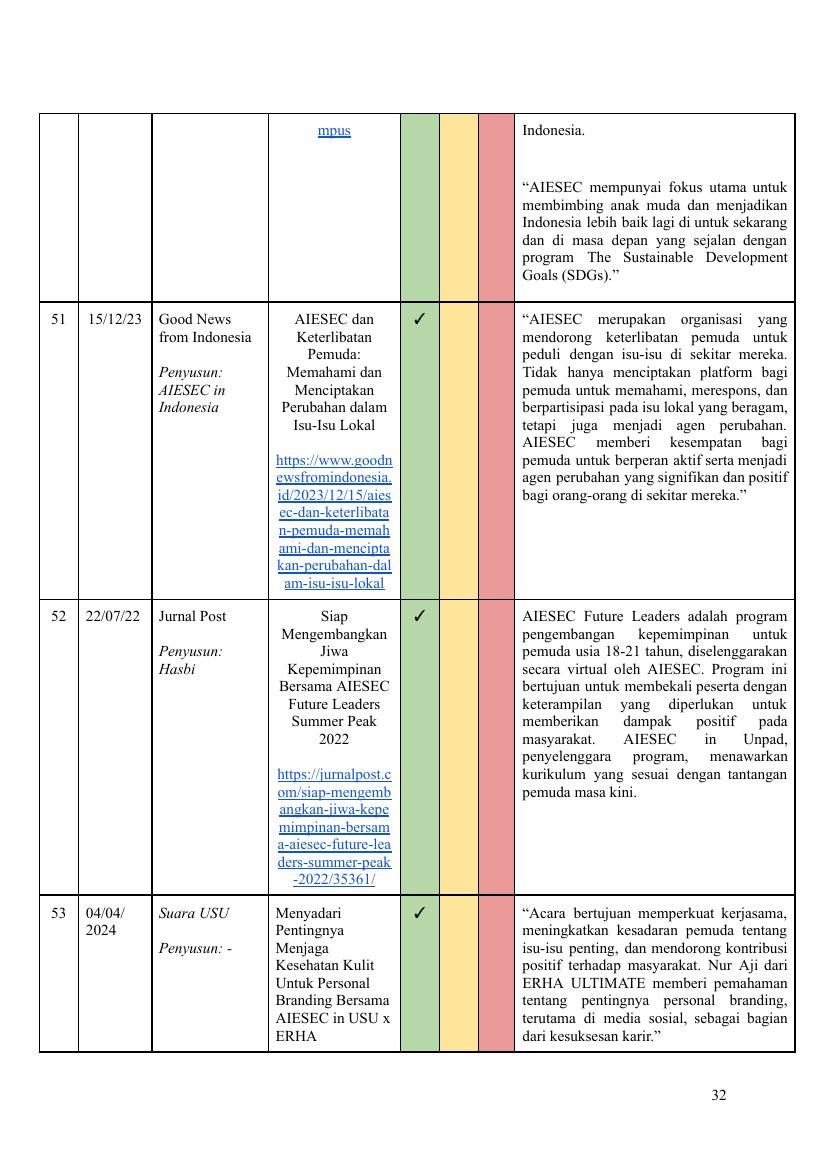 mpus
Indonesia.
“AIESEC mempunyai fokus utama untuk
membimbing anak muda dan menjadikan
Indonesia lebih baik lagi di untuk sekarang
dan di masa depan yang sejalan dengan
program The Sustainable Development
Goals (SDGs).”
51
15/12/23
Good News
from Indonesia
Penyusun:
AIESEC in
Indonesia
AIESEC dan
Keterlibatan
Pemuda:
Memahami dan
Menciptakan
Perubahan dalam
Isu-Isu Lokal
https://www.goodn
ewsfromindonesia.
id/2023/12/15/aies
ec-dan-keterlibata
n-pemuda-memah
ami-dan-mencipta
kan-perubahan-dal
am-isu-isu-lokal
✓
“AIESEC merupakan organisasi yang
mendorong keterlibatan pemuda untuk
peduli dengan isu-isu di sekitar mereka.
Tidak hanya menciptakan platform bagi
pemuda untuk memahami, merespons, dan
berpartisipasi pada isu lokal yang beragam,
tetapi juga menjadi agen perubahan.
AIESEC memberi kesempatan bagi
pemuda untuk berperan aktif serta menjadi
agen perubahan yang signifikan dan positif
bagi orang-orang di sekitar mereka.”
52
22/07/22
Jurnal Post
Penyusun:
Hasbi
Siap
Mengembangkan
Jiwa
Kepemimpinan
Bersama AIESEC
Future Leaders
Summer Peak
2022
https://jurnalpost.c
om/siap-mengemb
angkan-jiwa-kepe
mimpinan-bersam
a-aiesec-future-lea
ders-summer-peak
-2022/35361/
✓
AIESEC Future Leaders adalah program
pengembangan kepemimpinan untuk
pemuda usia 18-21 tahun, diselenggarakan
secara virtual oleh AIESEC. Program ini
bertujuan untuk membekali peserta dengan
keterampilan yang diperlukan untuk
memberikan dampak positif pada
masyarakat. AIESEC in Unpad,
penyelenggara program, menawarkan
kurikulum yang sesuai dengan tantangan
pemuda masa kini.
53
04/04/
2024
Suara USU
Penyusun: -
Menyadari
Pentingnya
Menjaga
Kesehatan Kulit
Untuk Personal
Branding Bersama
AIESEC in USU x
ERHA
✓
“Acara bertujuan memperkuat kerjasama,
meningkatkan kesadaran pemuda tentang
isu-isu penting, dan mendorong kontribusi
positif terhadap masyarakat. Nur Aji dari
ERHA ULTIMATE memberi pemahaman
tentang pentingnya personal branding,
terutama di media sosial, sebagai bagian
dari kesuksesan karir.”
32